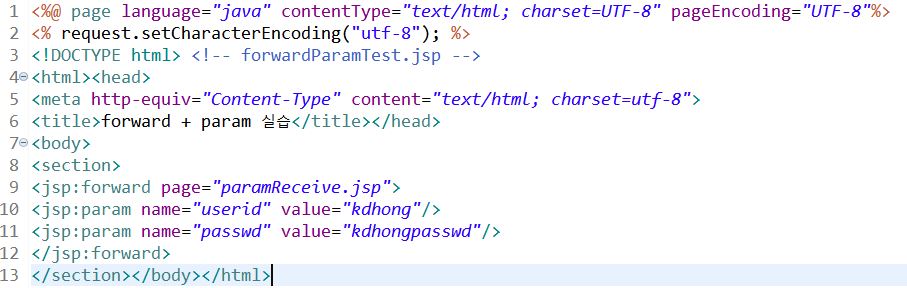 1 <%@ page language="java" contentType="text/html; charset=UTF-8" pageEncoding="UTF-8"%>
2 <% request.setCharacterEncoding("utf-8"); %>
3 <!DOCTYPE html> <!-- forwardParamTest.jsp -->
4 <html><head>
5 <meta http-equiv="Content-Type" content="text/html; charset=utf-8">
6 <title>forward + param 실습</title></head>
7 <body>
8 <section>
9 <jsp:forward page="paramReceive.jsp">
10 <jsp:param name="userid" value="kdhong"/>
11 <jsp:param name="passwd" value="kdhongpasswd"/>
12 </jsp:forward>
13 </section></body></html>